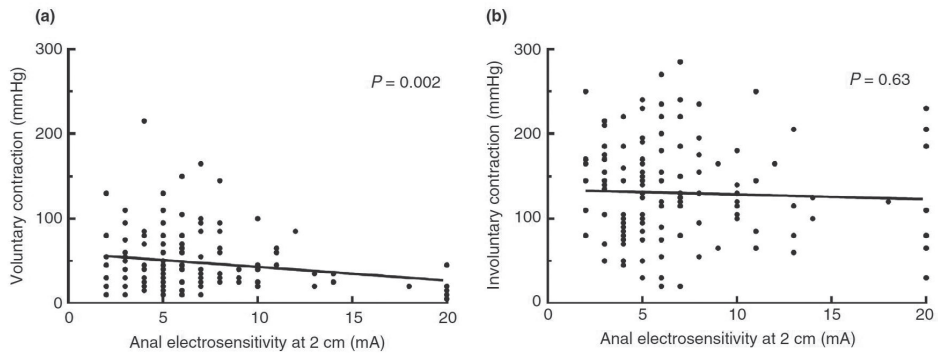 (a)
300
200
100
0
Voluntary contraction (mmHg)
P = 0.002
0 5 10 15 20
Anal electrosensitivity at 2 cm (mA)
(b)
300
200
100
0
Involuntary contraction (mmHg)
P = 0.63
0 5 10 15 20
Anal electrosensitivity at 2 cm (mA)